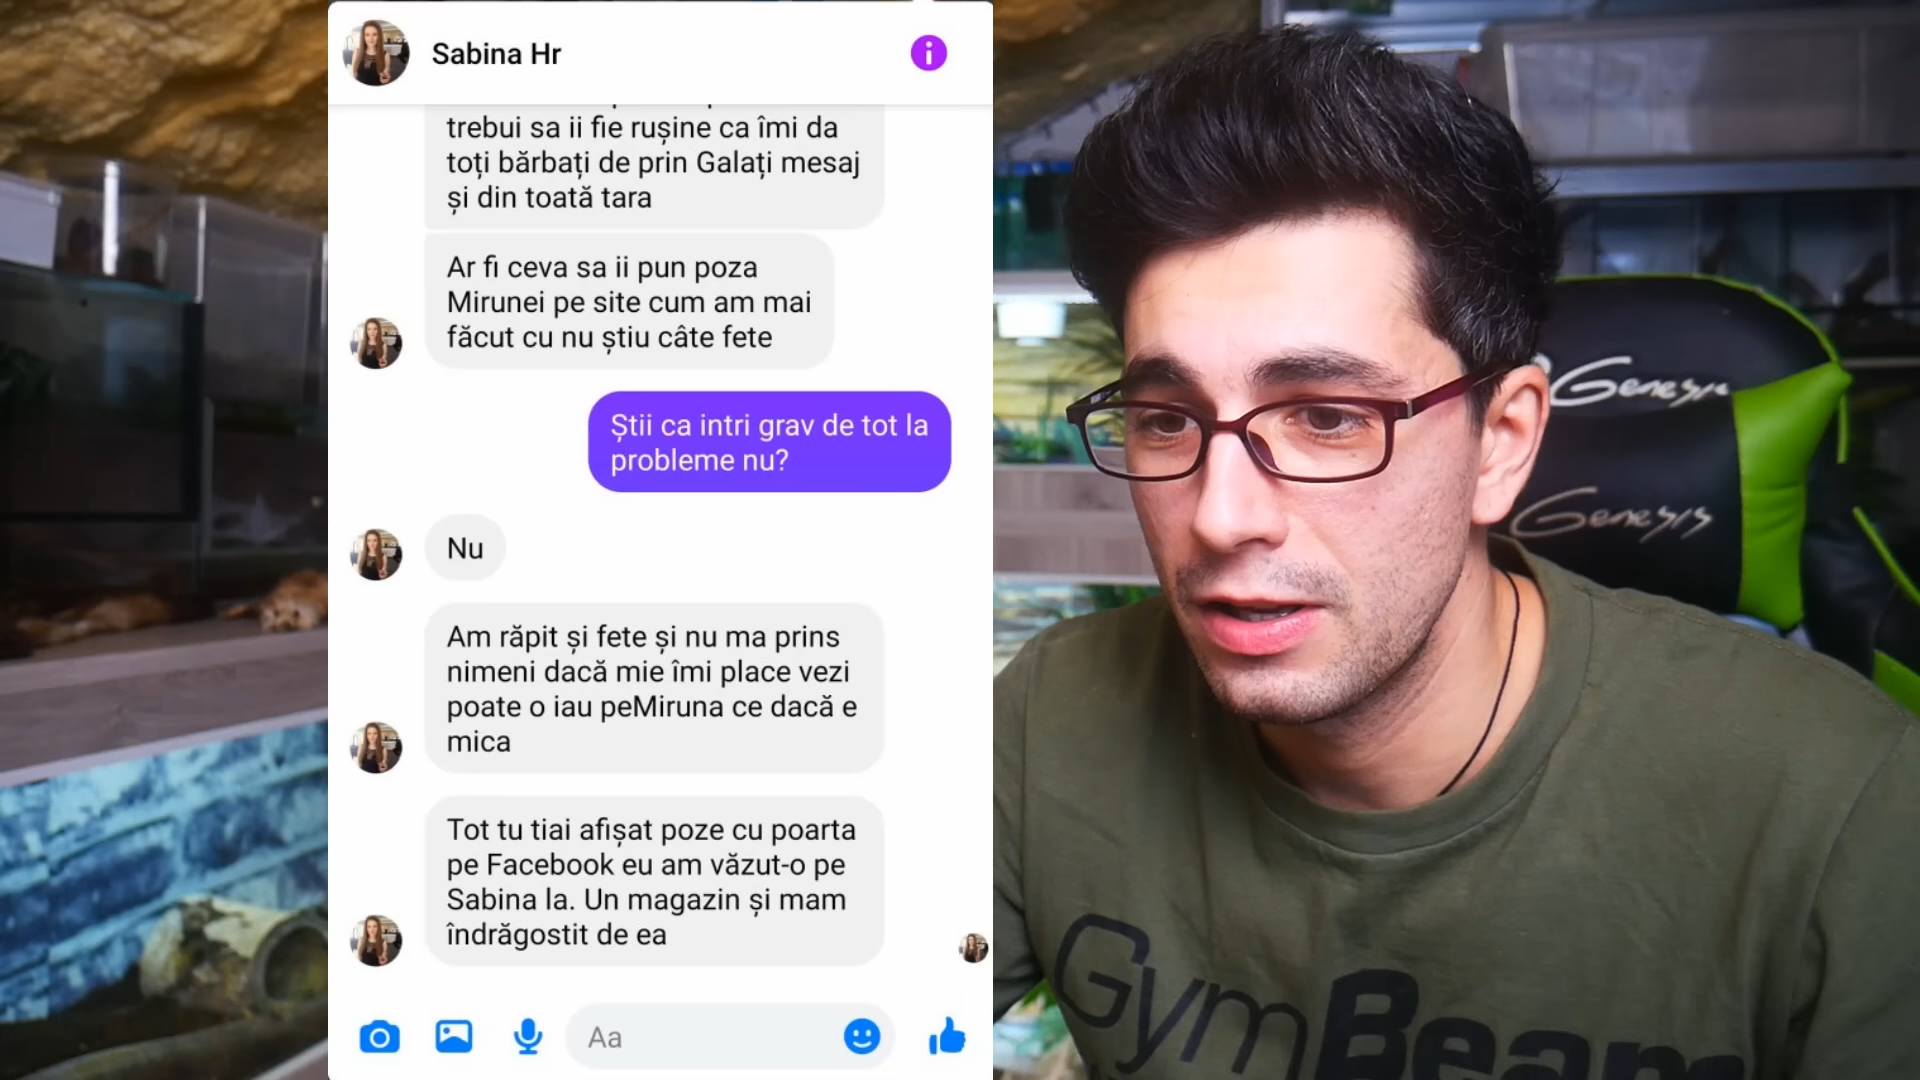 Sabina Hr
trebui sa ii fie rușine ca îmi da
toți bărbați de prin Galați mesaj
și din toată tara
Ar fi ceva sa ii pun poza
Mirunei pe site cum am mai
făcut cu nu știu câte fete
Știi ca intri grav de tot la
probleme nu?
Nu
Am răpit și fete și nu ma prins
nimeni dacă mie îmi place vezi
poate o iau peMiruna ce dacă e
mica
Tot tu tiai afișat poze cu poarta
pe Facebook eu am văzut-o pe
Sabina la. Un magazin și mam
îndrăgostit de ea
Aa
Genesis
Genesis
GymBeam